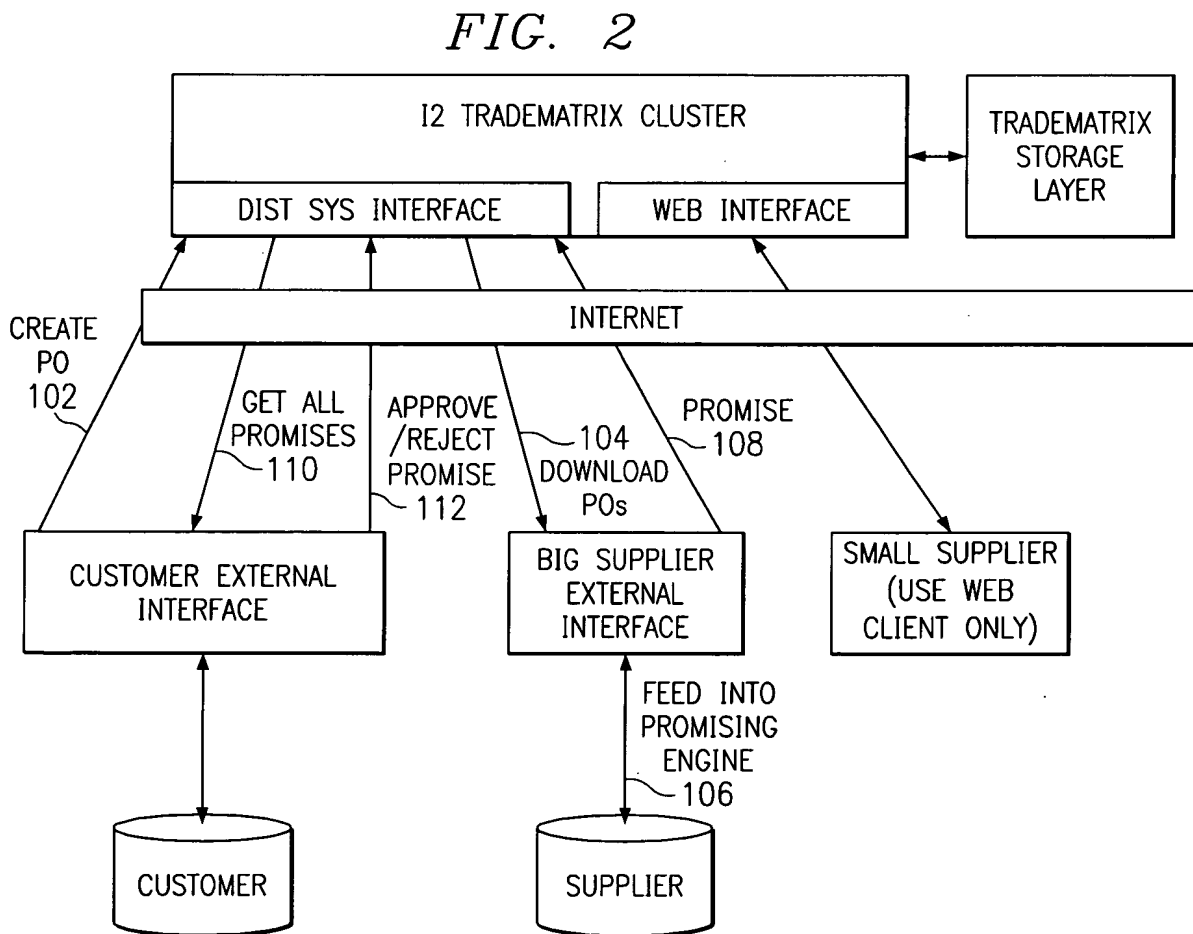 FIG. 2
I2 TRADEMATRIX CLUSTER
TRADEMATRIX
STORAGE
LAYER
DIST SYS INTERFACE
WEB INTERFACE
INTERNET
CREATE
PO
102
GET ALL
PROMISES
110
APPROVE
/REJECT
PROMISE
112
104
DOWNLOAD
POs
PROMISE
108
CUSTOMER EXTERNAL
INTERFACE
BIG SUPPLIER
EXTERNAL
INTERFACE
SMALL SUPPLIER
(USE WEB
CLIENT ONLY)
FEED INTO
PROMISING
ENGINE
106
CUSTOMER
SUPPLIER